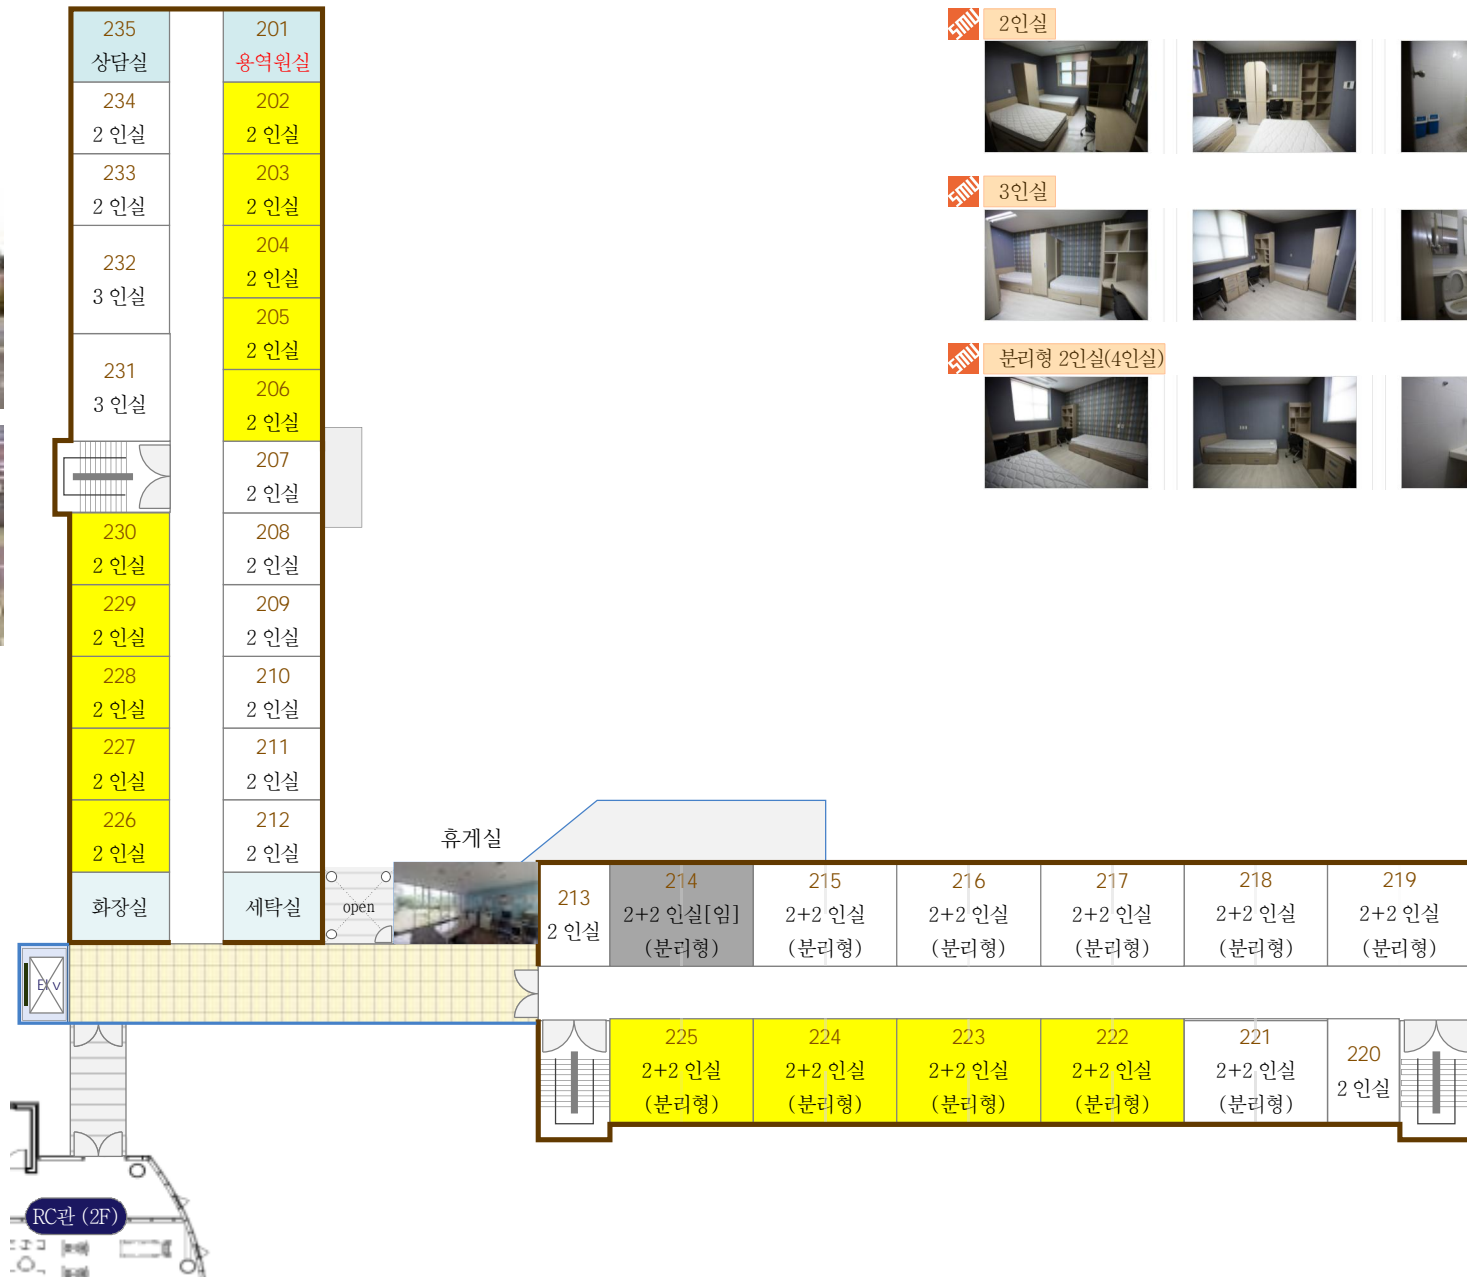 235
상담실
234
2 인실
233
2 인실
232
3 인실
231
3 인실
230
2 인실
229
2 인실
228
2 인실
227
2 인실
226
2 인실
화장실
201
용역원실
202
2 인실
203
2 인실
204
2 인실
205
2 인실
206
2 인실
207
2 인실
208
2 인실
209
2 인실
210
2 인실
211
2 인실
212
2 인실
세탁실
SMU 2인실
SMU 3인실
SMU 분리형 2인실(4인실)
휴게실
open
213
2 인실
214
2+2 인실[임]
(분리형)
215
2+2 인실
(분리형)
216
2+2 인실
(분리형)
217
2+2 인실
(분리형)
218
2+2 인실
(분리형)
219
2+2 인실
(분리형)
225
2+2 인실
(분리형)
224
2+2 인실
(분리형)
223
2+2 인실
(분리형)
222
2+2 인실
(분리형)
221
2+2 인실
(분리형)
220
2 인실
RC관 (2F)